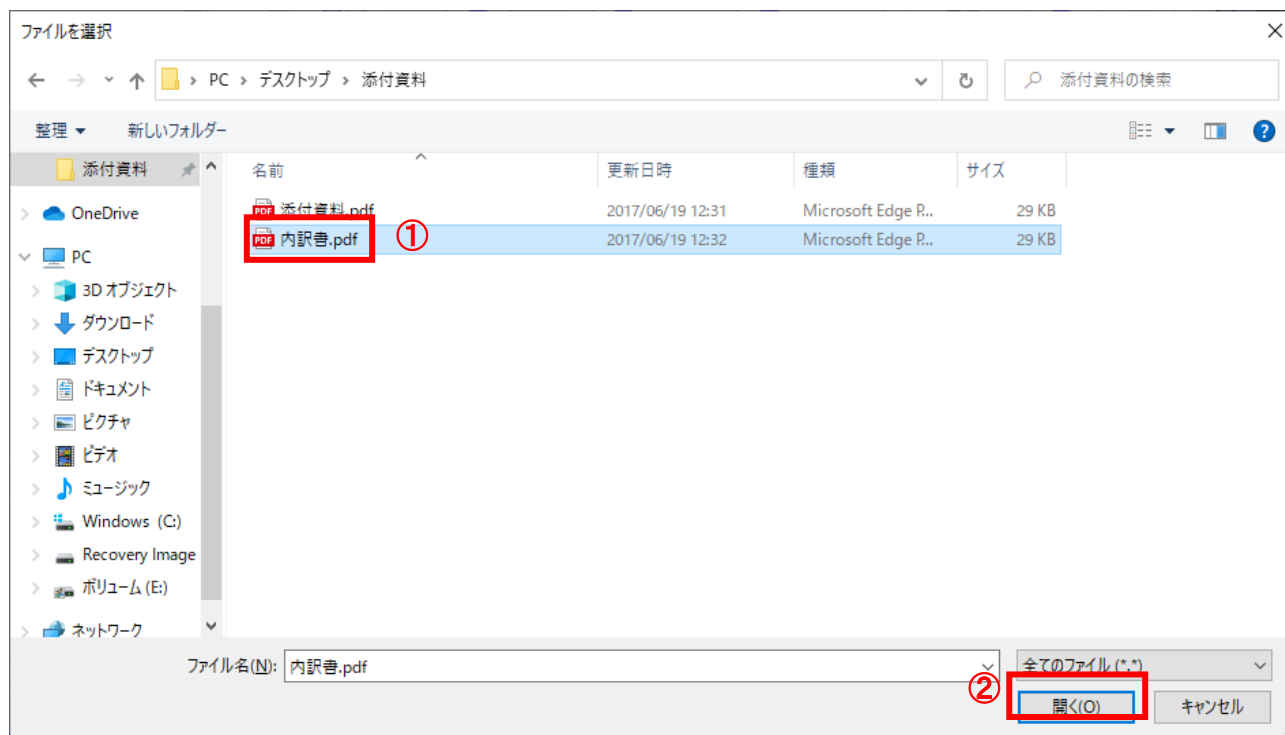 ファイルを選択
PC › デスクトップ › 添付資料
添付資料の検索
整理 新しいフォルダー
添付資料
OneDrive
PC
3D オブジェクト
ダウンロード
デスクトップ
ドキュメント
ピクチャ
ビデオ
ミュージック
Windows (C:)
Recovery Image
ボリューム (E:)
ネットワーク
名前 更新日時 種類 サイズ
添付資料.pdf 2017/06/19 12:31 Microsoft Edge P... 29 KB
内訳書.pdf ① 2017/06/19 12:32 Microsoft Edge P... 29 KB
ファイル名(N): 内訳書.pdf 全てのファイル (*.*)
② 開く(O) キャンセル